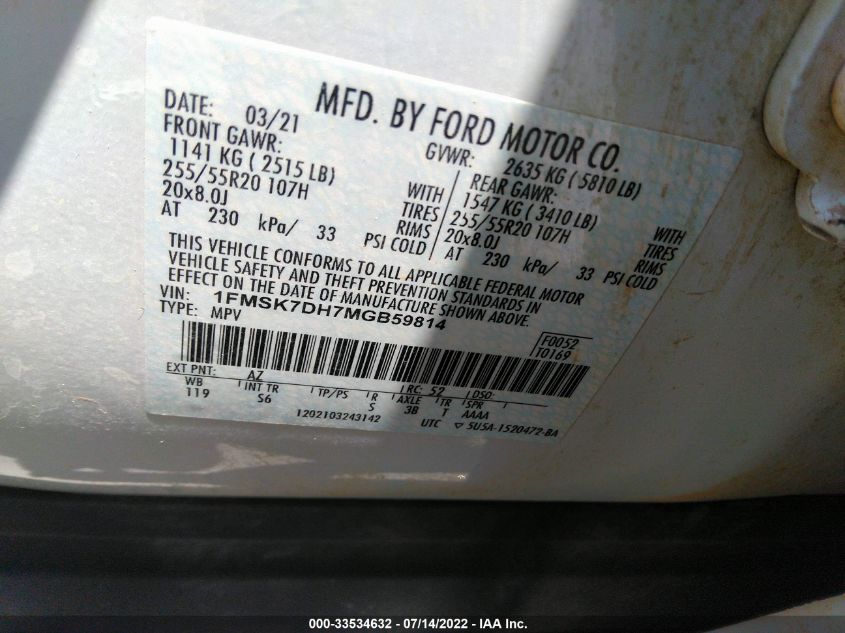 MFD. BY FORD MOTOR CO.
DATE: 03/21
GVWR: 2635 KG ( 5810 LB)
FRONT GAWR:
1141 KG ( 2515 LB)
255/55R20 107H WITH TIRES
20x8.0J RIMS
AT 230 kPa/ 33 PSI COLD
REAR GAWR:
1547 KG ( 3410 LB)
255/55R20 107H WITH TIRES
20x8.0J RIMS
AT 230 kPa/ 33 PSI COLD
THIS VEHICLE CONFORMS TO ALL APPLICABLE FEDERAL MOTOR
VEHICLE SAFETY AND THEFT PREVENTION STANDARDS IN
EFFECT ON THE DATE OF MANUFACTURE SHOWN ABOVE.
VIN: 1FMSK7DH7MGB59814
TYPE: MPV
F0052
T0169
EXT PNT: AZ RC: 52 DSO:
WB INT TR TP/PS R AXLE TR SPR
119 S6 S 3B T AAAA
1202103243142
UTC ▽ 5U5A-1520472-BA
000-33534632 - 07/14/2022 - IAA Inc.